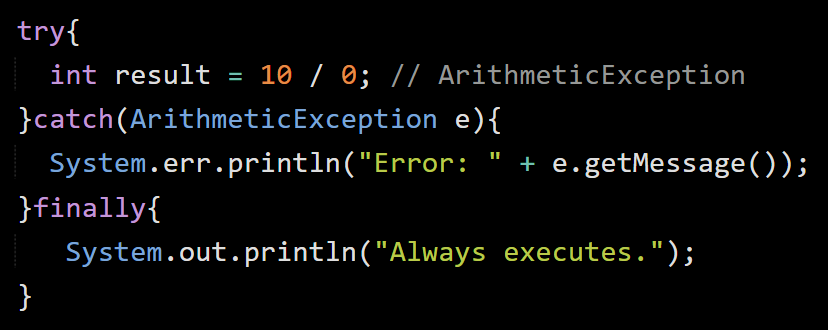 try{
  int result = 10 / 0; // ArithmeticException
}catch(ArithmeticException e){
  System.err.println("Error: " + e.getMessage());
}finally{
   System.out.println("Always executes.");
}